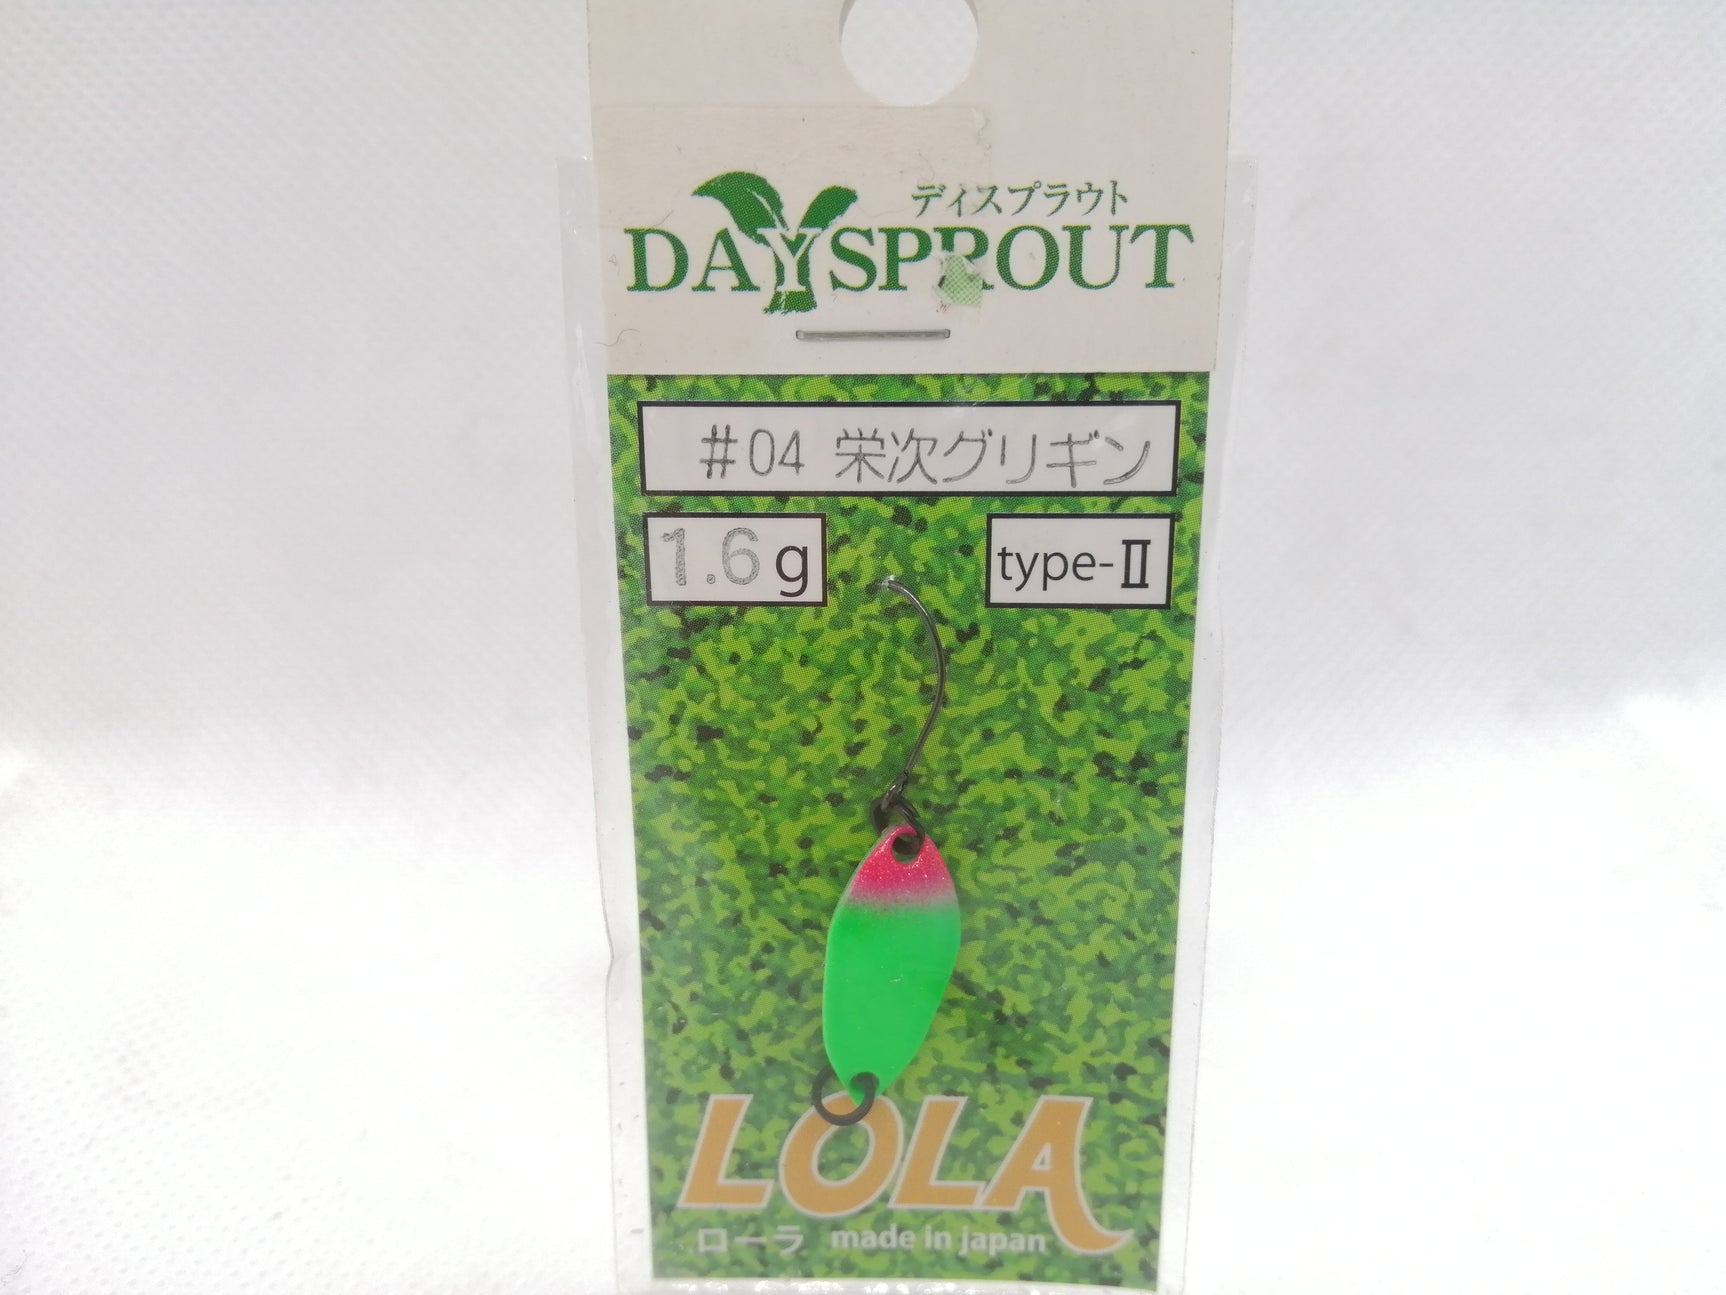 ディスプラウト
DAYSPROUT
#04 栄次グリギン
1.6g type-Ⅱ
LOLA
ローラ made in japan